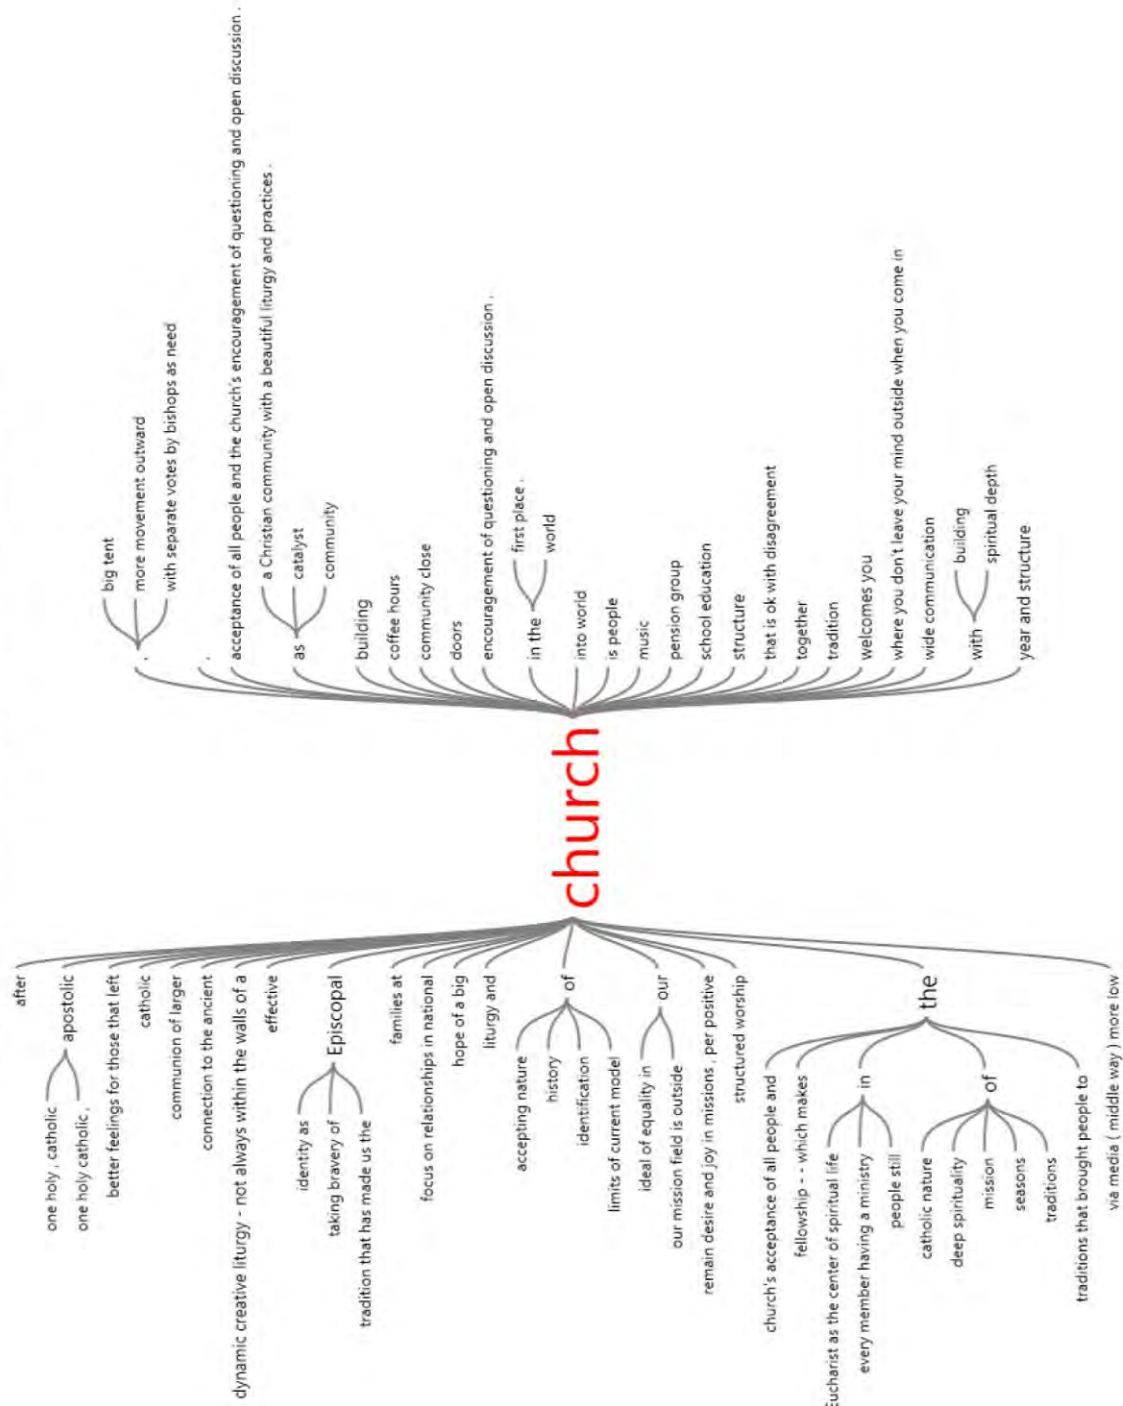 after
one holy , catholic
one holy catholic ,
apostolic
better feelings for those that left
catholic
communion of larger
connection to the ancient
dynamic creative liturgy - not always within the walls of a
effective
identity as
taking bravery of
tradition that has made us the
Episcopal
families at
focus on relationships in national
hope of a big
liturgy and
accepting nature
history
identification
limits of current model
of
ideal of equality in
our mission field is outside
our
remain desire and joy in missions , per positive
structured worship
church's acceptance of all people and
fellowship - - which makes
Eucharist as the center of spiritual life
every member having a ministry
people still
in
catholic nature
deep spirituality
mission
seasons
traditions
of
traditions that brought people to
the
via media ( middle way ) more low
church
,
big tent
more movement outward
with separate votes by bishops as need
.
acceptance of all people and the church's encouragement of questioning and open discussion .
as
a Christian community with a beautiful liturgy and practices .
catalyst
community
building
coffee hours
community close
doors
encouragement of questioning and open discussion .
in the
first place .
world
into world
is people
music
pension group
school education
structure
that is ok with disagreement
together
tradition
welcomes you
where you don't leave your mind outside when you come in
wide communication
with
building
spiritual depth
year and structure